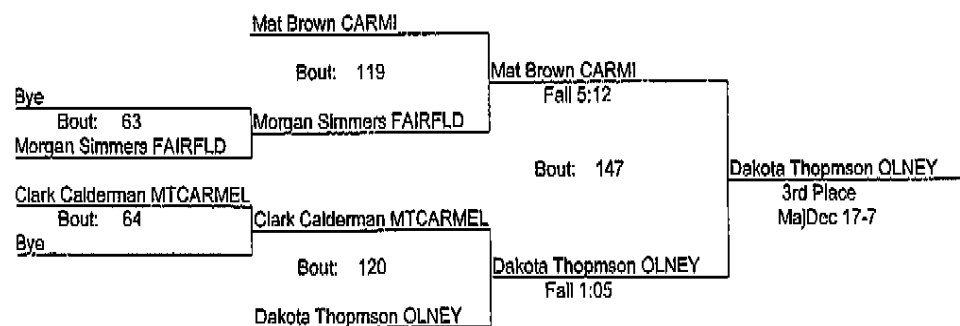 Mat Brown CARMI
Bout: 119
Mat Brown CARMI
Fall 5:12
Bye
Bout: 63
Morgan Simmers FAIRFLD
Morgan Simmers FAIRFLD
Bout: 147
Dakota Thopmson OLNEY
3rd Place
MajDec 17-7
Clark Calderman MTCARMEL
Bout: 64
Clark Calderman MTCARMEL
Bye
Bout: 120
Dakota Thopmson OLNEY
Fall 1:05
Dakota Thopmson OLNEY